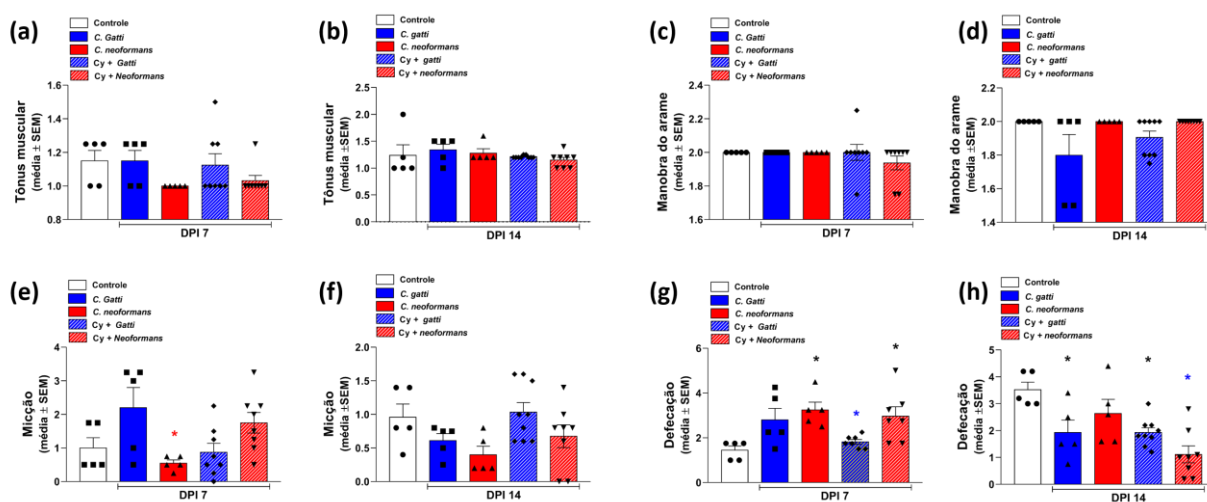 (a)
Controle
C. Gatti
C. neoformans
Cy + Gatti
Cy + Neoformans
Tônus muscular
(média ± SEM)
1.6
1.4
1.2
1.0
0.8
DPI 7
(b)
Controle
C. gatti
C. neoformans
Cy + gatti
Cy + neoformans
Tônus muscular
(média ±SEM)
2.5
2.0
1.5
1.0
0.5
0.0
DPI 14
(c)
Controle
C. Gatti
C. neoformans
Cy + gatti
Cy + Neoformans
Manobra do arame
(média ± SEM)
2.4
2.2
2.0
1.8
1.6
DPI 7
(d)
Controle
C. gatti
C. neoformans
Cy + gatti
Cy + neoformans
Manobra do arame
(média ± SEM)
2.2
2.0
1.8
1.6
1.4
DPI 14
(e)
Controle
C. Gatti
C. neoformans
Cy + Gatti
Cy + Neoformans
Micção
(média ± SEM)
4
3
2
1
0
*
DPI 7
(f)
Controle
C. gatti
C. neoformans
Cy + gatti
Cy + neoformans
Micção
(média ±SEM)
2.0
1.5
1.0
0.5
0.0
DPI 14
(g)
Controle
C. Gatti
C. neoformans
Cy + Gatti
Cy + neoformans
Defecação
(média ± SEM)
6
4
2
0
* * *
DPI 7
(h)
Controle
C. gatti
C. neoformans
Cy + gatti
Cy + neoformans
Defecação
(média ±SEM)
5
4
3
2
1
0
* * *
DPI 14